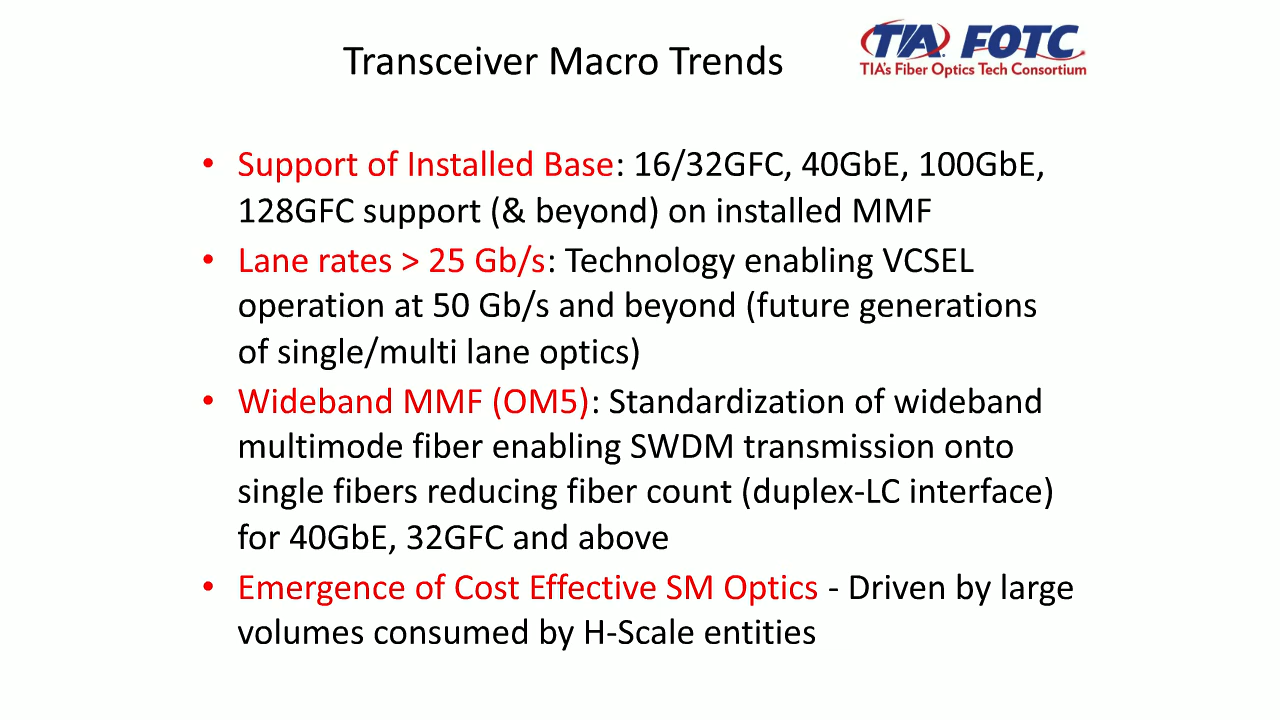 Transceiver Macro Trends
TIA FOTC
TIA's Fiber Optics Tech Consortium
• Support of Installed Base: 16/32GFC, 40GbE, 100GbE,
128GFC support (& beyond) on installed MMF
• Lane rates > 25 Gb/s: Technology enabling VCSEL
operation at 50 Gb/s and beyond (future generations
of single/multi lane optics)
• Wideband MMF (OM5): Standardization of wideband
multimode fiber enabling SWDM transmission onto
single fibers reducing fiber count (duplex-LC interface)
for 40GbE, 32GFC and above
• Emergence of Cost Effective SM Optics - Driven by large
volumes consumed by H-Scale entities